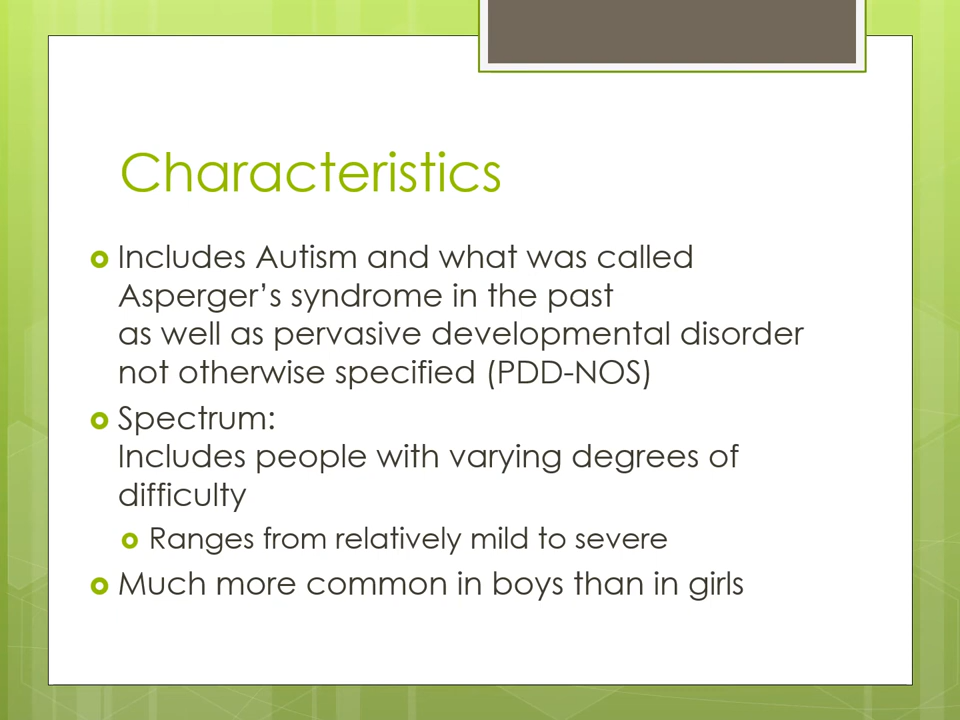 Characteristics
Includes Autism and what was called
Asperger’s syndrome in the past
as well as pervasive developmental disorder
not otherwise specified (PDD-NOS)
Spectrum:
Includes people with varying degrees of
difficulty
Ranges from relatively mild to severe
Much more common in boys than in girls